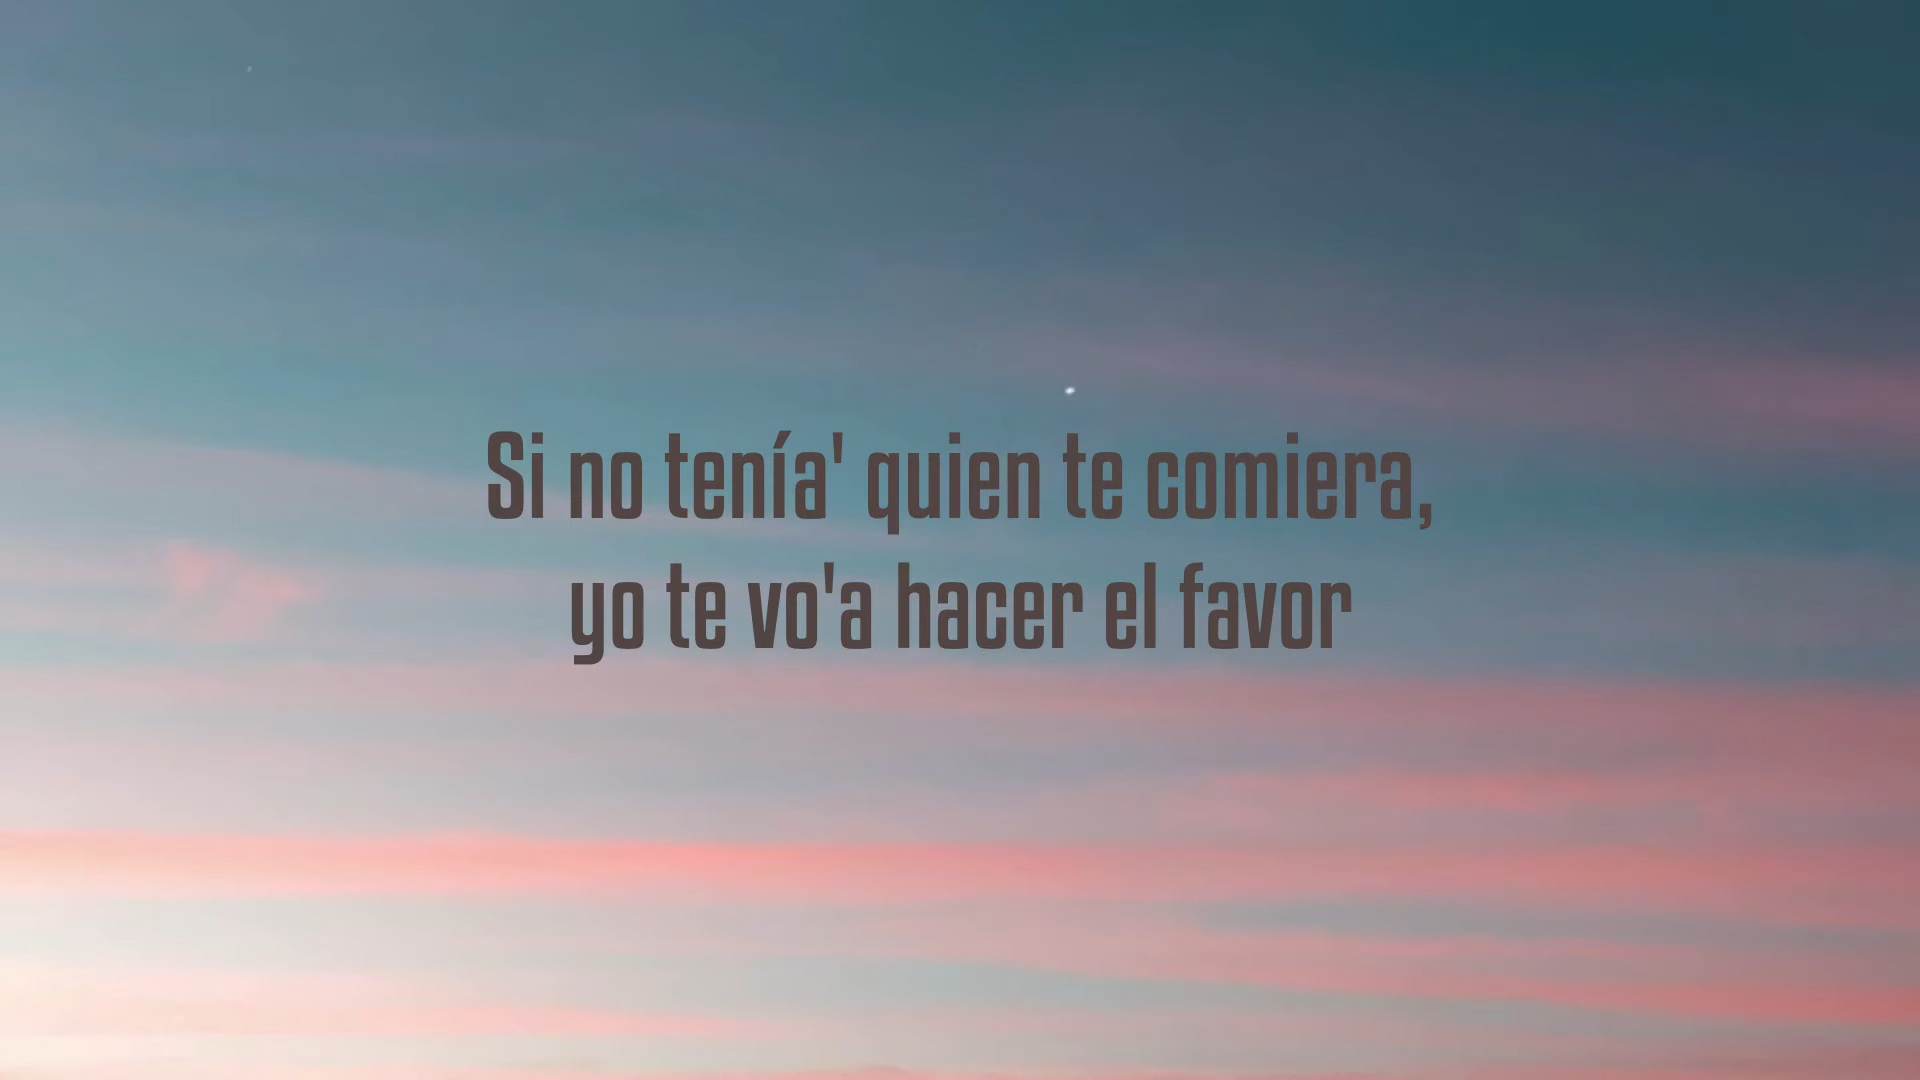 Si no tenía' quien te comiera,
yo te vo'a hacer el favor